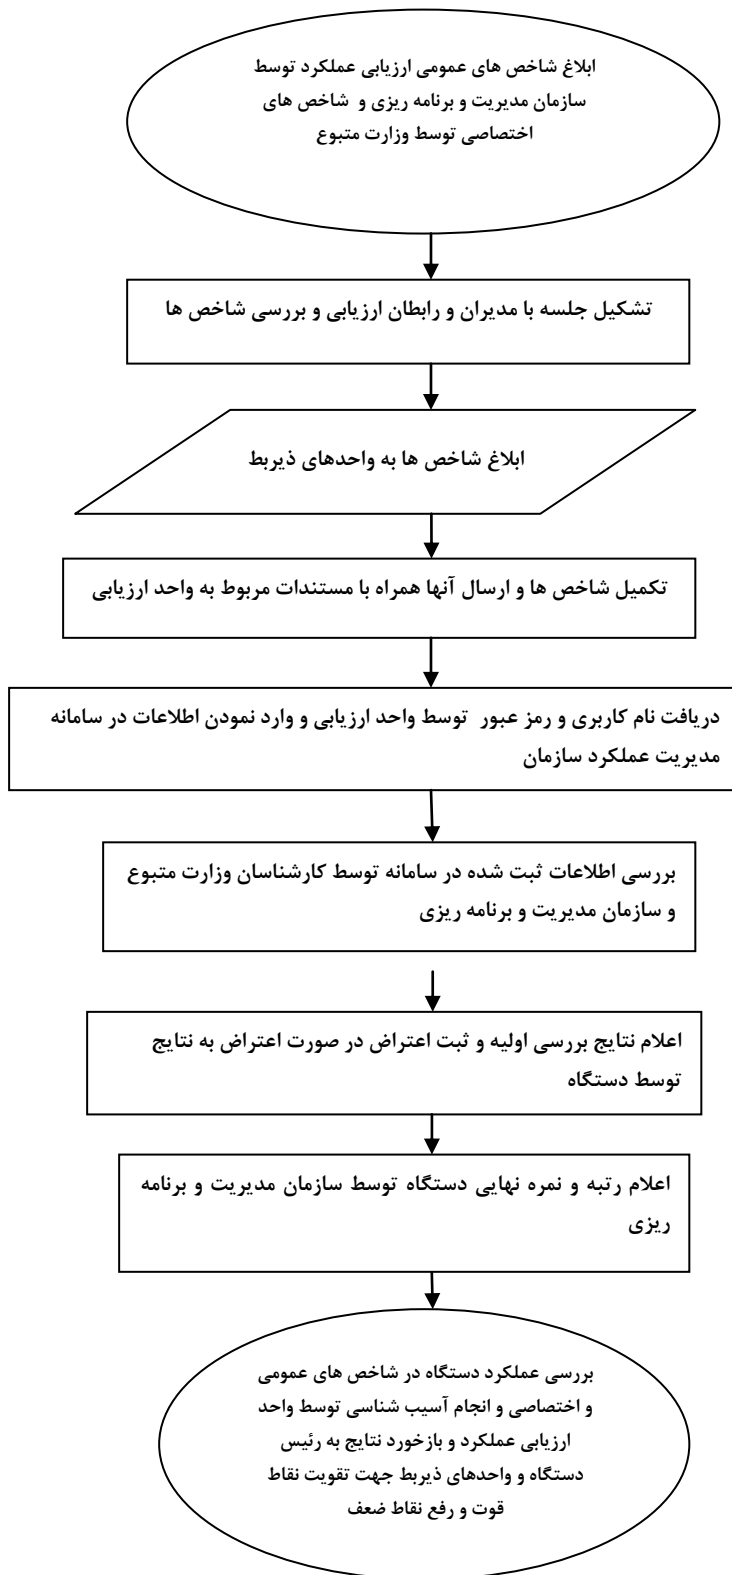 ابلاغ شاخص های عمومی ارزیابی عملکرد توسط
سازمان مدیریت و برنامه ریزی و شاخص های
اختصاصی توسط وزارت متبوع
تشکیل جلسه با مدیران و رابطان ارزیابی و بررسی شاخص ها
ابلاغ شاخص ها به واحدهای ذیربط
تکمیل شاخص ها و ارسال آنها همراه با مستندات مربوط به واحد ارزیابی
دریافت نام کاربری و رمز عبور توسط واحد ارزیابی و وارد نمودن اطلاعات در سامانه
مدیریت عملکرد سازمان
بررسی اطلاعات ثبت شده در سامانه توسط کارشناسان وزارت متبوع
و سازمان مدیریت و برنامه ریزی
اعلام نتایج بررسی اولیه و ثبت اعتراض در صورت اعتراض به نتایج
توسط دستگاه
اعلام رتبه و نمره نهایی دستگاه توسط سازمان مدیریت و برنامه
ریزی
بررسی عملکرد دستگاه در شاخص های عمومی
و اختصاصی و انجام آسیب شناسی توسط واحد
ارزیابی عملکرد و بازخورد نتایج به رئیس
دستگاه و واحدهای ذیربط جهت تقویت نقاط
قوت و رفع نقاط ضعف